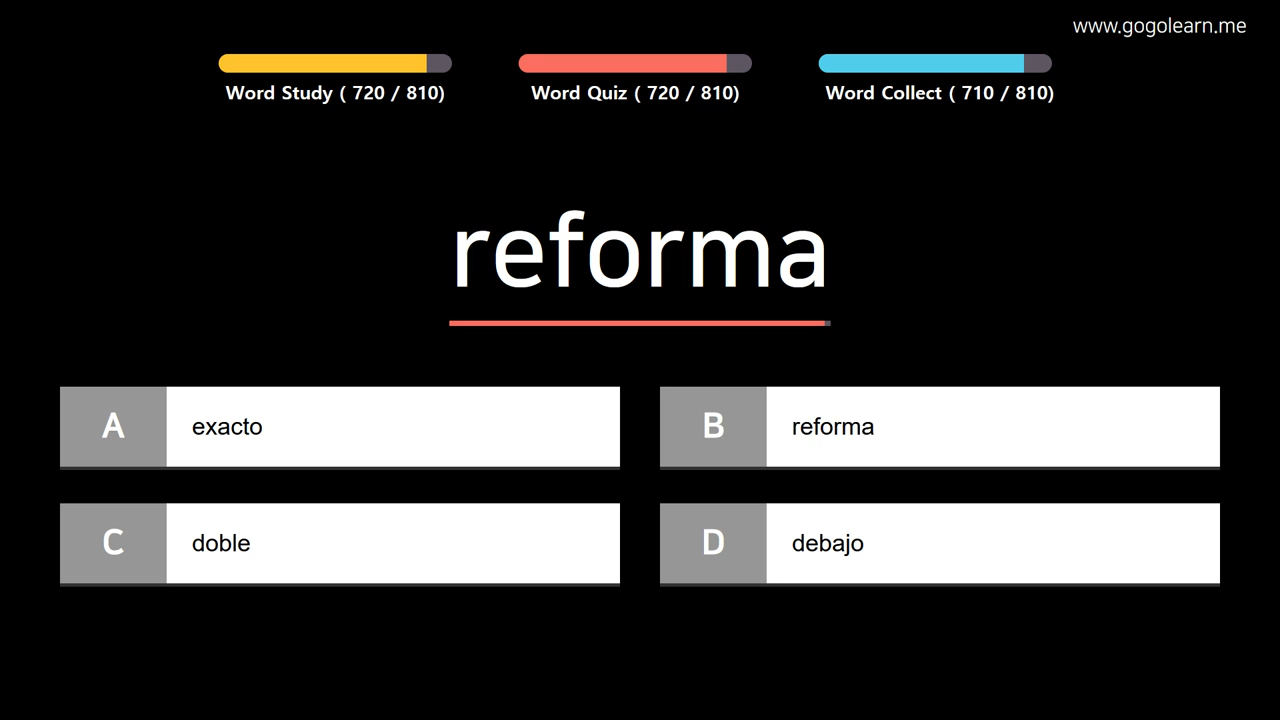 www.gogolearn.me
Word Study ( 720 / 810)
Word Quiz ( 720 / 810)
Word Collect ( 710 / 810)
reforma
A
exacto
B
reforma
C
doble
D
debajo